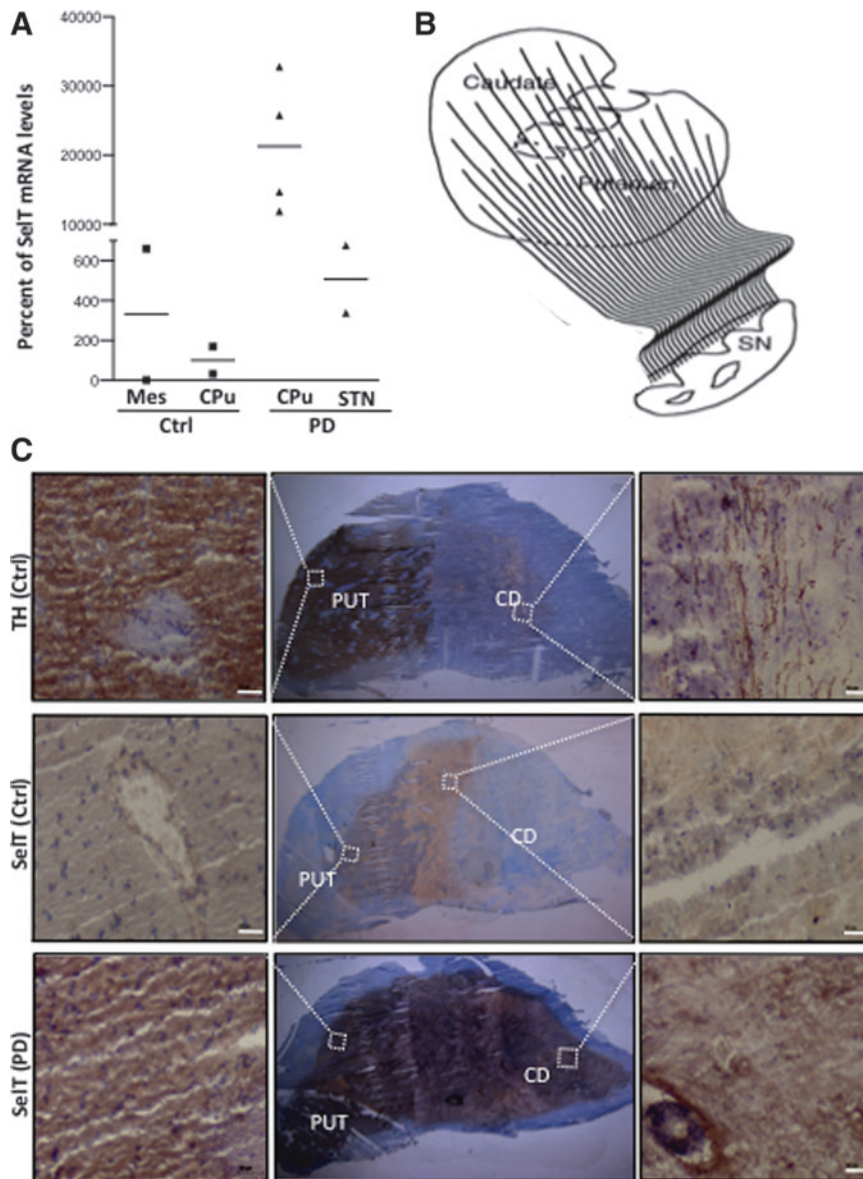 A
B
Percent of SelT mRNA levels
40000
30000
20000
10000
600
400
200
0
Mes CPu CPu STN
Ctrl PD
Caudate
Putamen
SN
C
TH (Ctrl)
PUT
CD
SelT (Ctrl)
PUT
CD
SelT (PD)
PUT
CD